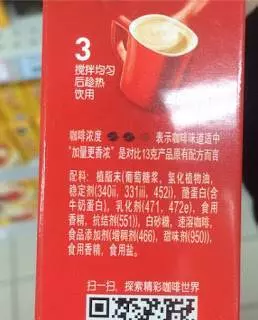 3
搅拌均匀
后趁热
饮用
咖啡浓度 表示咖啡味道适中
"加量更香浓"是对比13克产品原有配方而言
配料：植脂末(葡萄糖浆，氢化植物油，
稳定剂(340ii，331iii，452i)，酪蛋白(含
牛奶蛋白)，乳化剂(471，472e)，食用
香精，抗结剂(551))，白砂糖，速溶咖啡，
食品添加剂(增稠剂(466)，甜味剂(950))，
食用香精，食用盐。
扫一扫，探索精彩咖啡世界